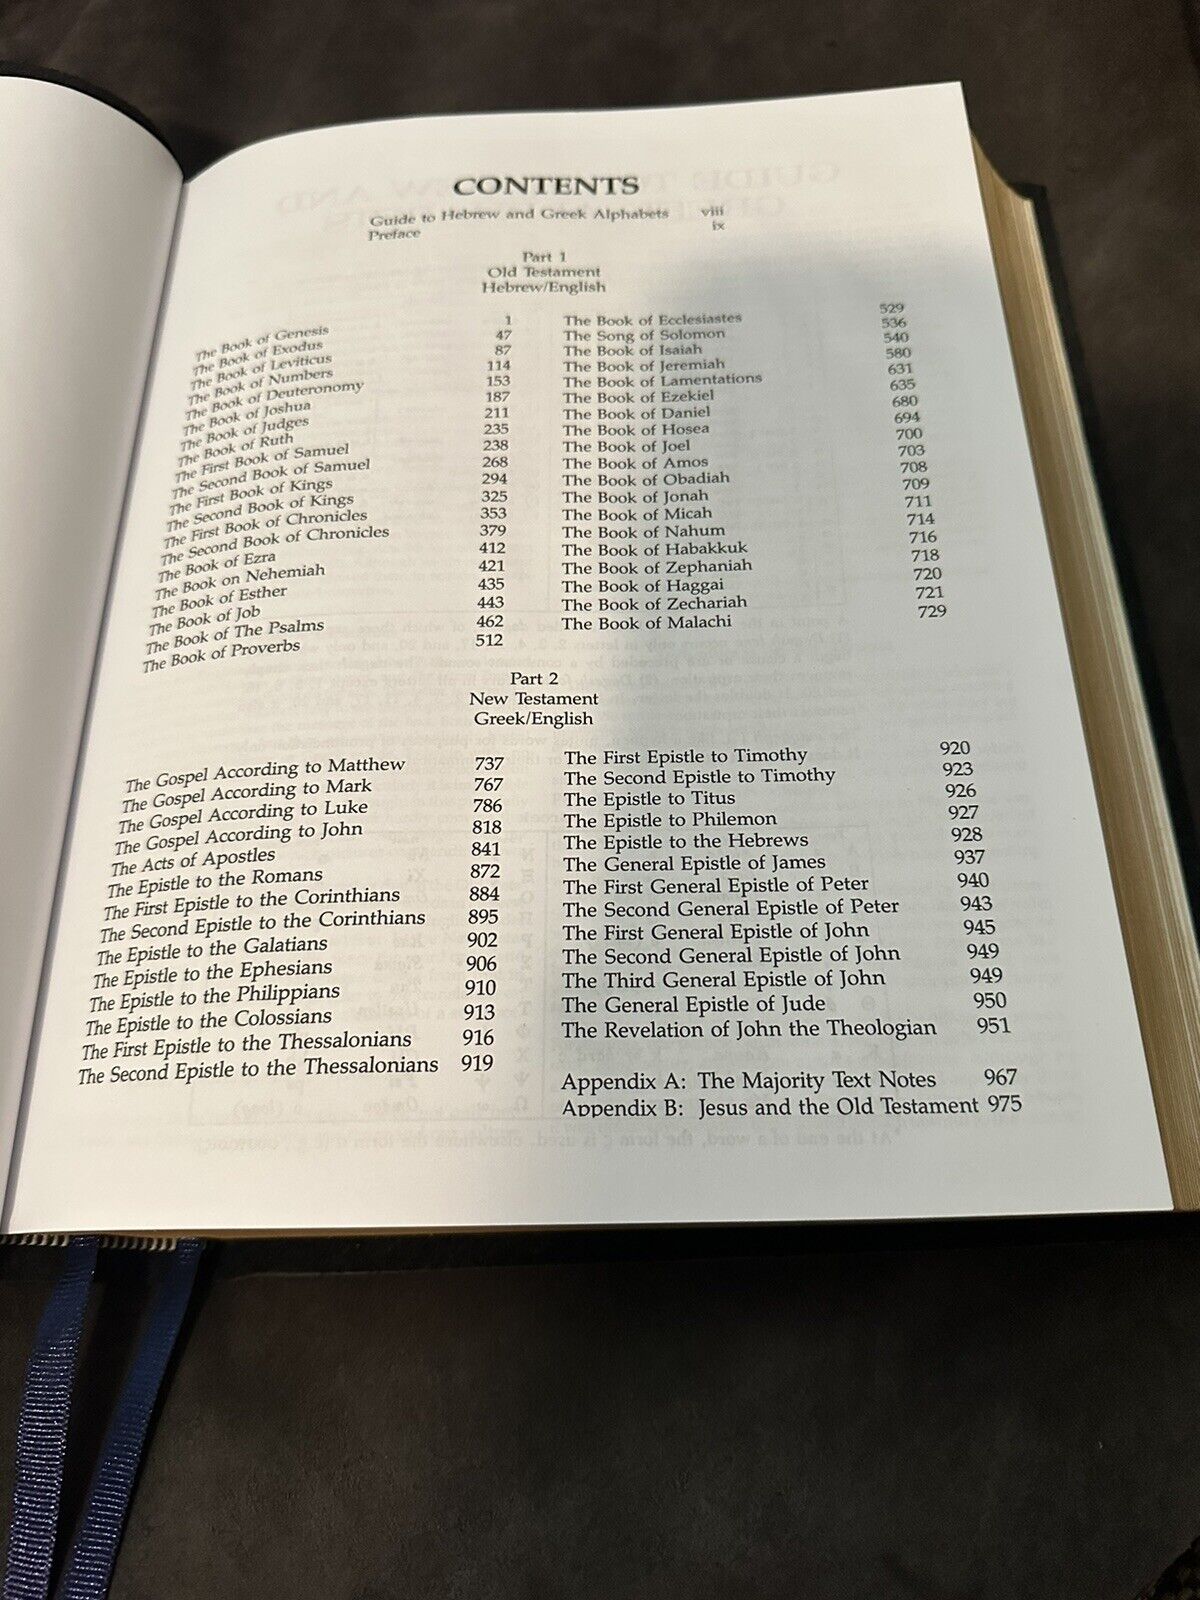 CONTENTS
Guide to Hebrew and Greek Alphabets viii
Preface ix
Part 1
Old Testament
Hebrew/English
The Book of Genesis 1
The Book of Exodus 47
The Book of Leviticus 87
The Book of Numbers 114
The Book of Deuteronomy 153
The Book of Joshua 187
The Book of Judges 211
The Book of Ruth 235
The First Book of Samuel 238
The Second Book of Samuel 268
The First Book of Kings 294
The Second Book of Kings 325
The First Book of Chronicles 353
The Second Book of Chronicles 379
The Book of Ezra 412
The Book on Nehemiah 421
The Book of Esther 435
The Book of Job 443
The Book of The Psalms 462
The Book of Proverbs 512
The Book of Ecclesiastes 529
The Song of Solomon 536
The Book of Isaiah 540
The Book of Jeremiah 580
The Book of Lamentations 631
The Book of Ezekiel 635
The Book of Daniel 680
The Book of Hosea 694
The Book of Joel 700
The Book of Amos 703
The Book of Obadiah 708
The Book of Jonah 709
The Book of Micah 711
The Book of Nahum 714
The Book of Habakkuk 716
The Book of Zephaniah 718
The Book of Haggai 720
The Book of Zechariah 721
The Book of Malachi 729
Part 2
New Testament
Greek/English
The Gospel According to Matthew 737
The Gospel According to Mark 767
The Gospel According to Luke 786
The Gospel According to John 818
The Acts of Apostles 841
The Epistle to the Romans 872
The First Epistle to the Corinthians 884
The Second Epistle to the Corinthians 895
The Epistle to the Galatians 902
The Epistle to the Ephesians 906
The Epistle to the Philippians 910
The Epistle to the Colossians 913
The First Epistle to the Thessalonians 916
The Second Epistle to the Thessalonians 919
The First Epistle to Timothy 920
The Second Epistle to Timothy 923
The Epistle to Titus 926
The Epistle to Philemon 927
The Epistle to the Hebrews 928
The General Epistle of James 937
The First General Epistle of Peter 940
The Second General Epistle of Peter 943
The First General Epistle of John 945
The Second General Epistle of John 949
The Third General Epistle of John 949
The General Epistle of Jude 950
The Revelation of John the Theologian 951
Appendix A: The Majority Text Notes 967
Appendix B: Jesus and the Old Testament 975